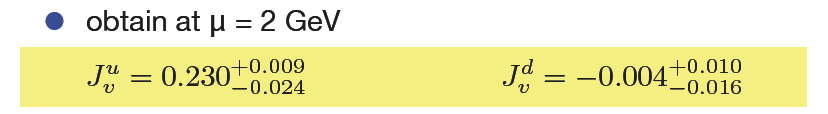 • obtain at μ = 2 GeV
$J_v^u = 0.230^{+0.009}_{-0.024}$ $J_v^d = -0.004^{+0.010}_{-0.016}$